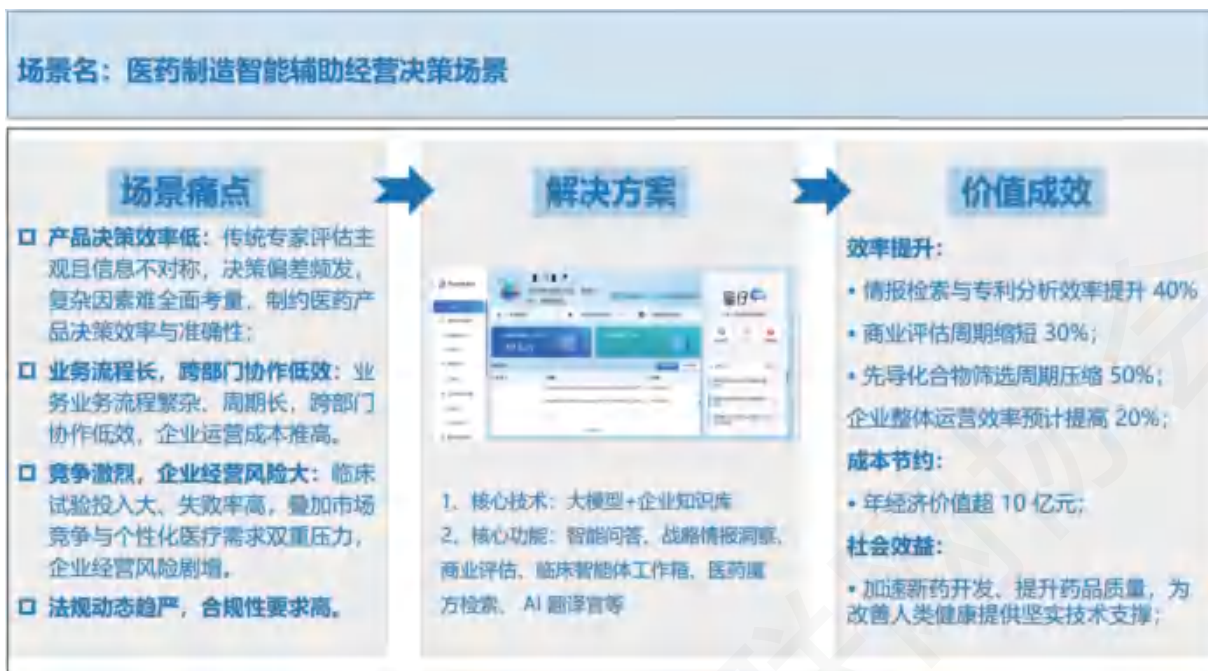 场景名：医药制造智能辅助经营决策场景
场景痛点
产品决策效率低：传统专家评估主
观且信息不对称，决策偏差频发，
复杂因素难全面考量，制约医药产
品决策效率与准确性；
业务流程长，跨部门协作低效：业
务业务流程繁杂、周期长，跨部门
协作低效，企业运营成本推高。
竞争激烈，企业经营风险大：临床
试验投入大、失败率高，叠加市场
竞争与个性化医疗需求双重压力，
企业经营风险剧增。
法规动态趋严，合规性要求高。
解决方案
1、核心技术：大模型+企业知识库
2、核心功能：智能问答、战略情报洞察、
商业评估、临床智能体工作箱、医药魔
方检索、AI 翻译官等
价值成效
效率提升：
• 情报检索与专利分析效率提升 40%
• 商业评估周期缩短 30%；
• 先导化合物筛选周期压缩 50%；
企业整体运营效率预计提高 20%；
成本节约：
• 年经济价值超 10 亿元；
社会效益：
• 加速新药开发、提升药品质量，为
改善人类健康提供坚实技术支撑；